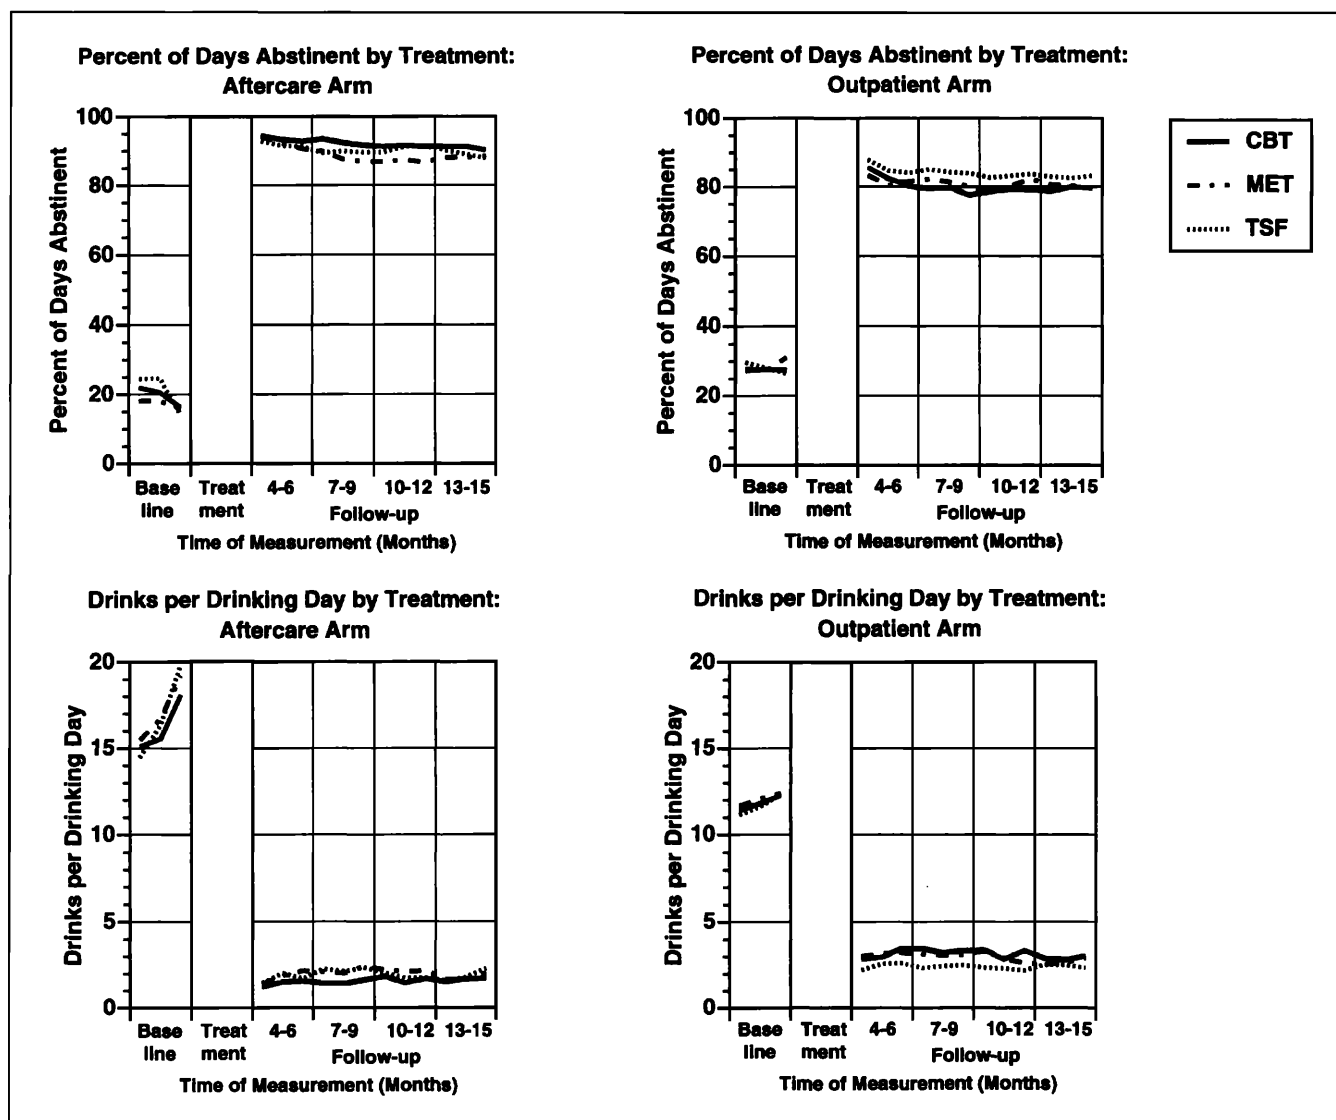 Percent of Days Abstinent by Treatment:
Aftercare Arm
Percent of Days Abstinent
100
80
60
40
20
0
Base
line
Treat
ment
4-6
7-9
10-12
13-15
Follow-up
Time of Measurement (Months)
Percent of Days Abstinent by Treatment:
Outpatient Arm
Percent of Days Abstinent
100
80
60
40
20
0
Base
line
Treat
ment
4-6
7-9
10-12
13-15
Follow-up
Time of Measurement (Months)
CBT
MET
TSF
Drinks per Drinking Day by Treatment:
Aftercare Arm
Drinks per Drinking Day
20
15
10
5
0
Base
line
Treat
ment
4-6
7-9
10-12
13-15
Follow-up
Time of Measurement (Months)
Drinks per Drinking Day by Treatment:
Outpatient Arm
Drinks per Drinking Day
20
15
10
5
0
Base
line
Treat
ment
4-6
7-9
10-12
13-15
Follow-up
Time of Measurement (Months)